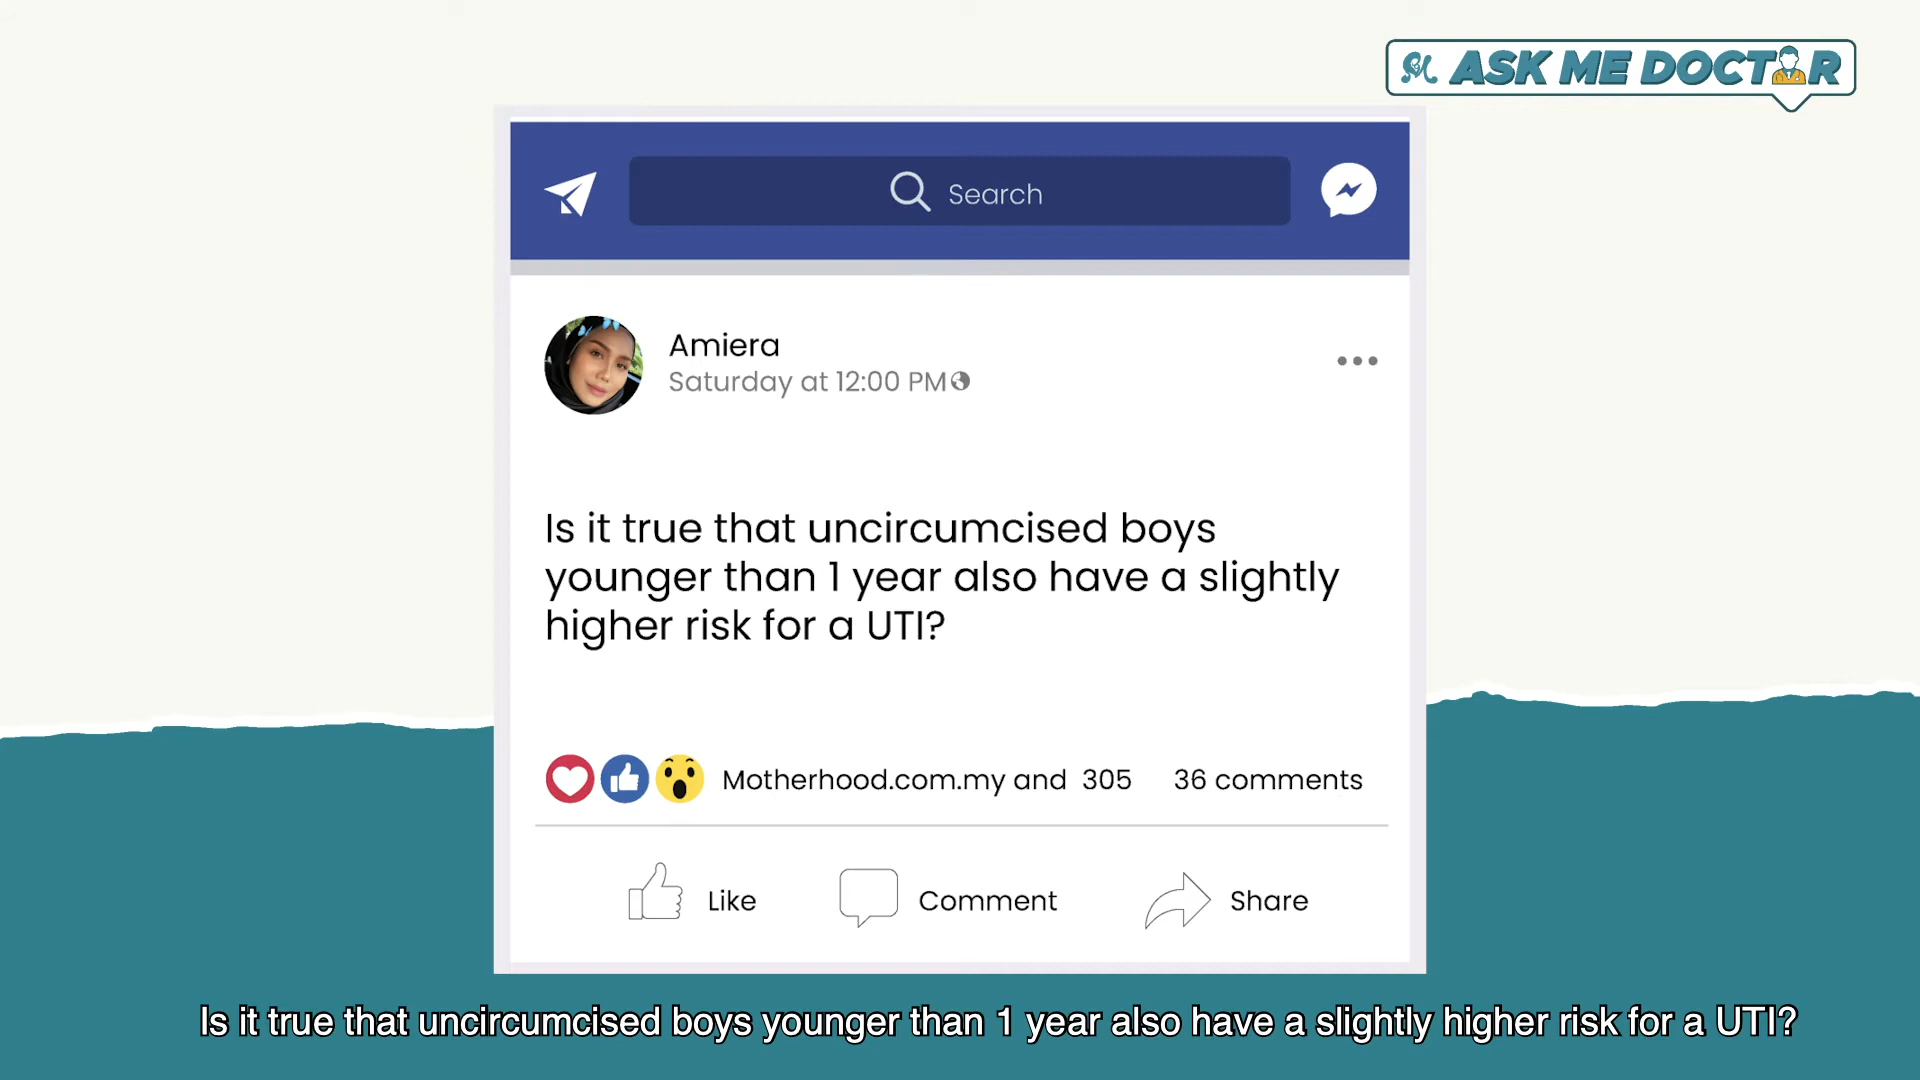 ASK ME DOCTOR
Search
Amiera
Saturday at 12:00 PM
Is it true that uncircumcised boys
younger than 1 year also have a slightly
higher risk for a UTI?
Motherhood.com.my and 305 36 comments
Like Comment Share
Is it true that uncircumcised boys younger than 1 year also have a slightly higher risk for a UTI?